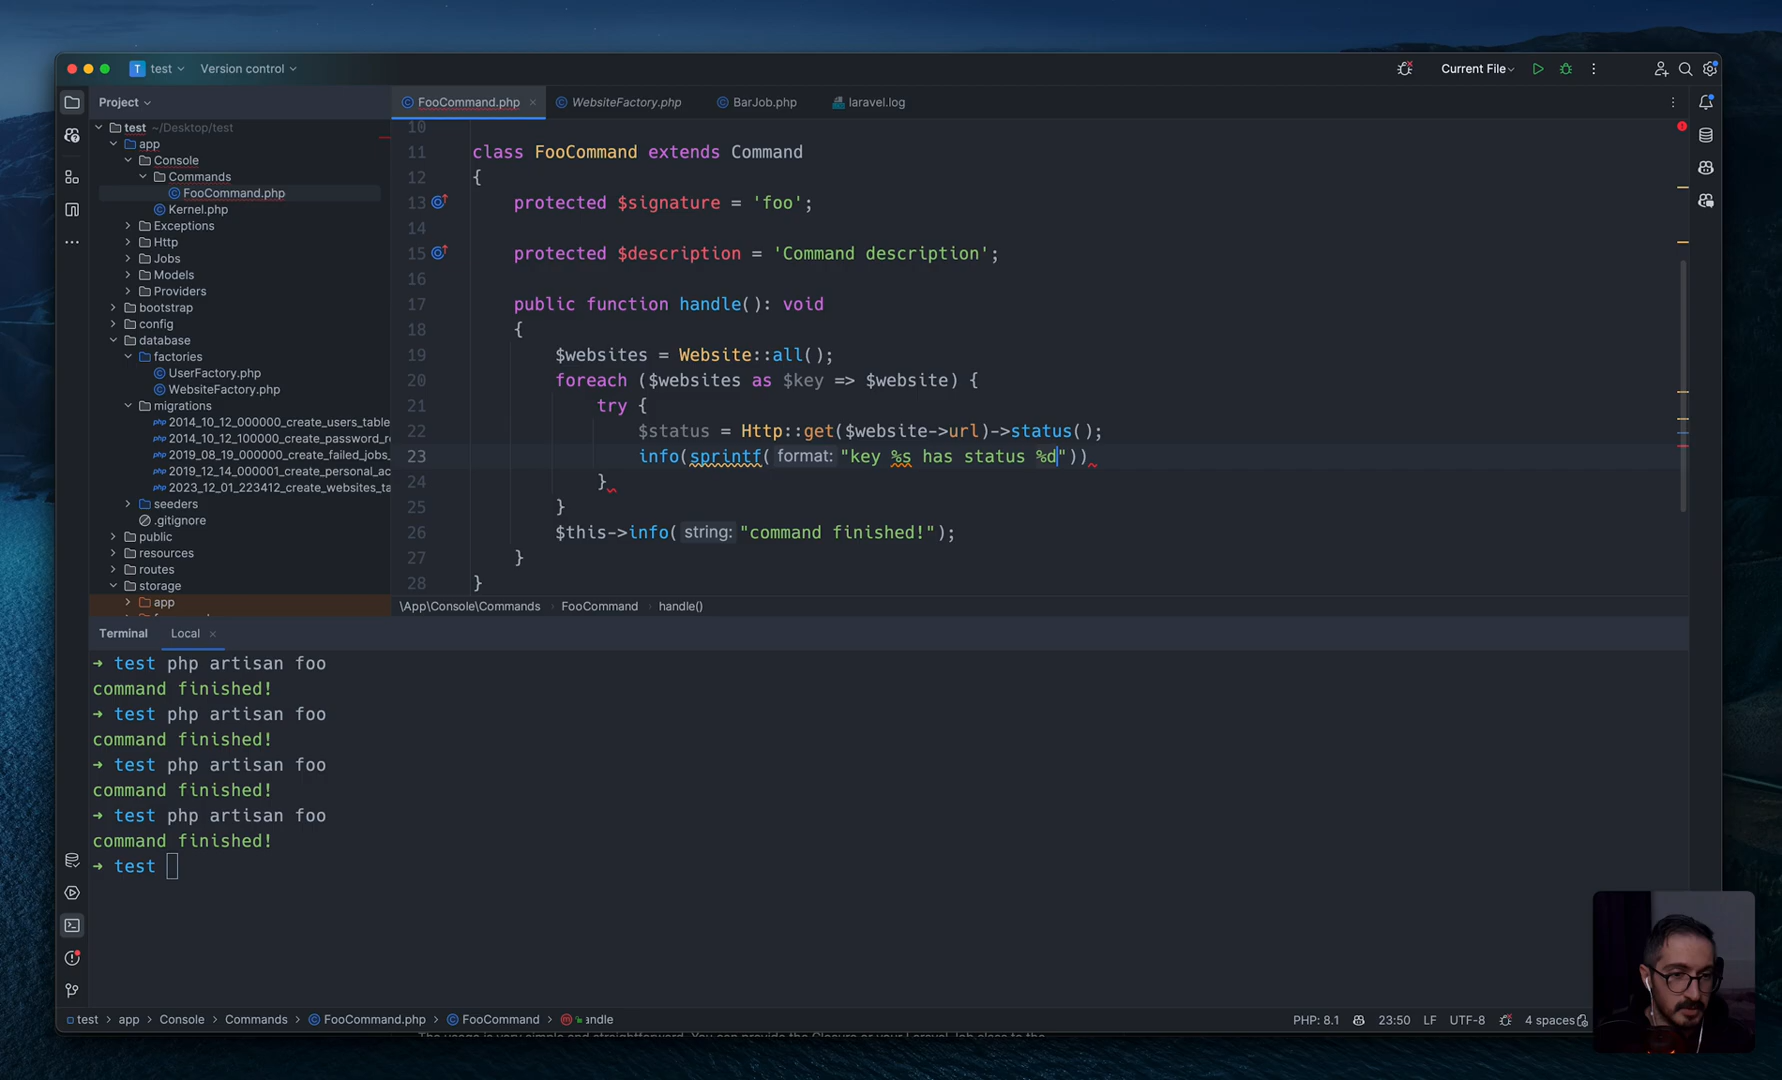 T test Version control
Current File
Project
FooCommand.php
WebsiteFactory.php
BarJob.php
laravel.log
test ~/Desktop/test
app
Console
Commands
FooCommand.php
Kernel.php
Exceptions
Http
Jobs
Models
Providers
bootstrap
config
database
factories
UserFactory.php
WebsiteFactory.php
migrations
php 2014_10_12_000000_create_users_table
php 2014_10_12_100000_create_password_re
php 2019_08_19_000000_create_failed_jobs_
php 2019_12_14_000001_create_personal_ac
php 2023_12_01_223412_create_websites_ta
seeders
.gitignore
public
resources
routes
storage
app
10
11 class FooCommand extends Command
12 {
13 protected $signature = 'foo';
14
15 protected $description = 'Command description';
16
17 public function handle(): void
18 {
19 $websites = Website::all();
20 foreach ($websites as $key => $website) {
21 try {
22 $status = Http::get($website->url)->status();
23 info(sprintf( format: "key %s has status %d"))
24 }
25 }
26 $this->info( string: "command finished!");
27 }
28 }
\App\Console\Commands FooCommand handle()
Terminal Local
→ test php artisan foo
command finished!
→ test php artisan foo
command finished!
→ test php artisan foo
command finished!
→ test php artisan foo
command finished!
→ test
test app Console Commands FooCommand.php FooCommand
PHP: 8.1 23:50 LF UTF-8 4 spaces